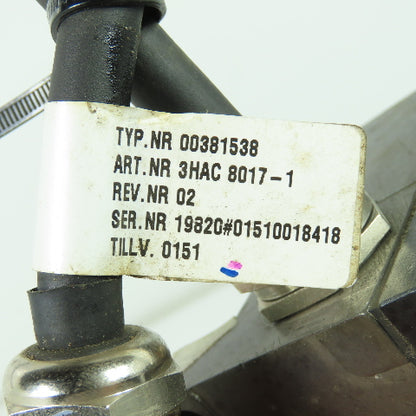 TYP.NR 00381538
ART.NR 3HAC 8017-1
REV.NR 02
SER.NR 19820#01510018418
TILLV. 0151